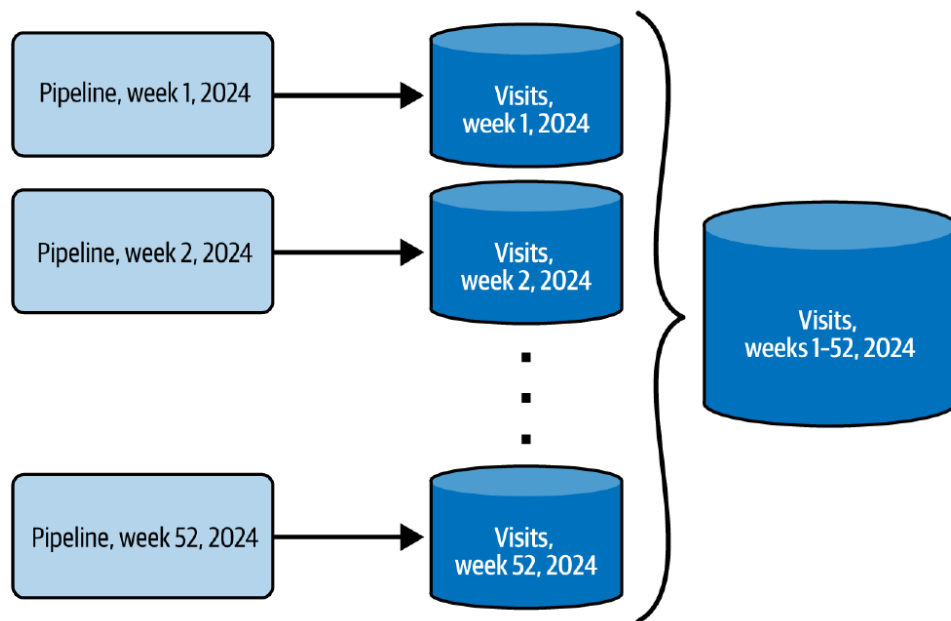 Pipeline, week 1, 2024
Visits,
week 1, 2024
Pipeline, week 2, 2024
Visits,
week 2, 2024
Visits,
weeks 1-52, 2024
Pipeline, week 52, 2024
Visits,
week 52, 2024